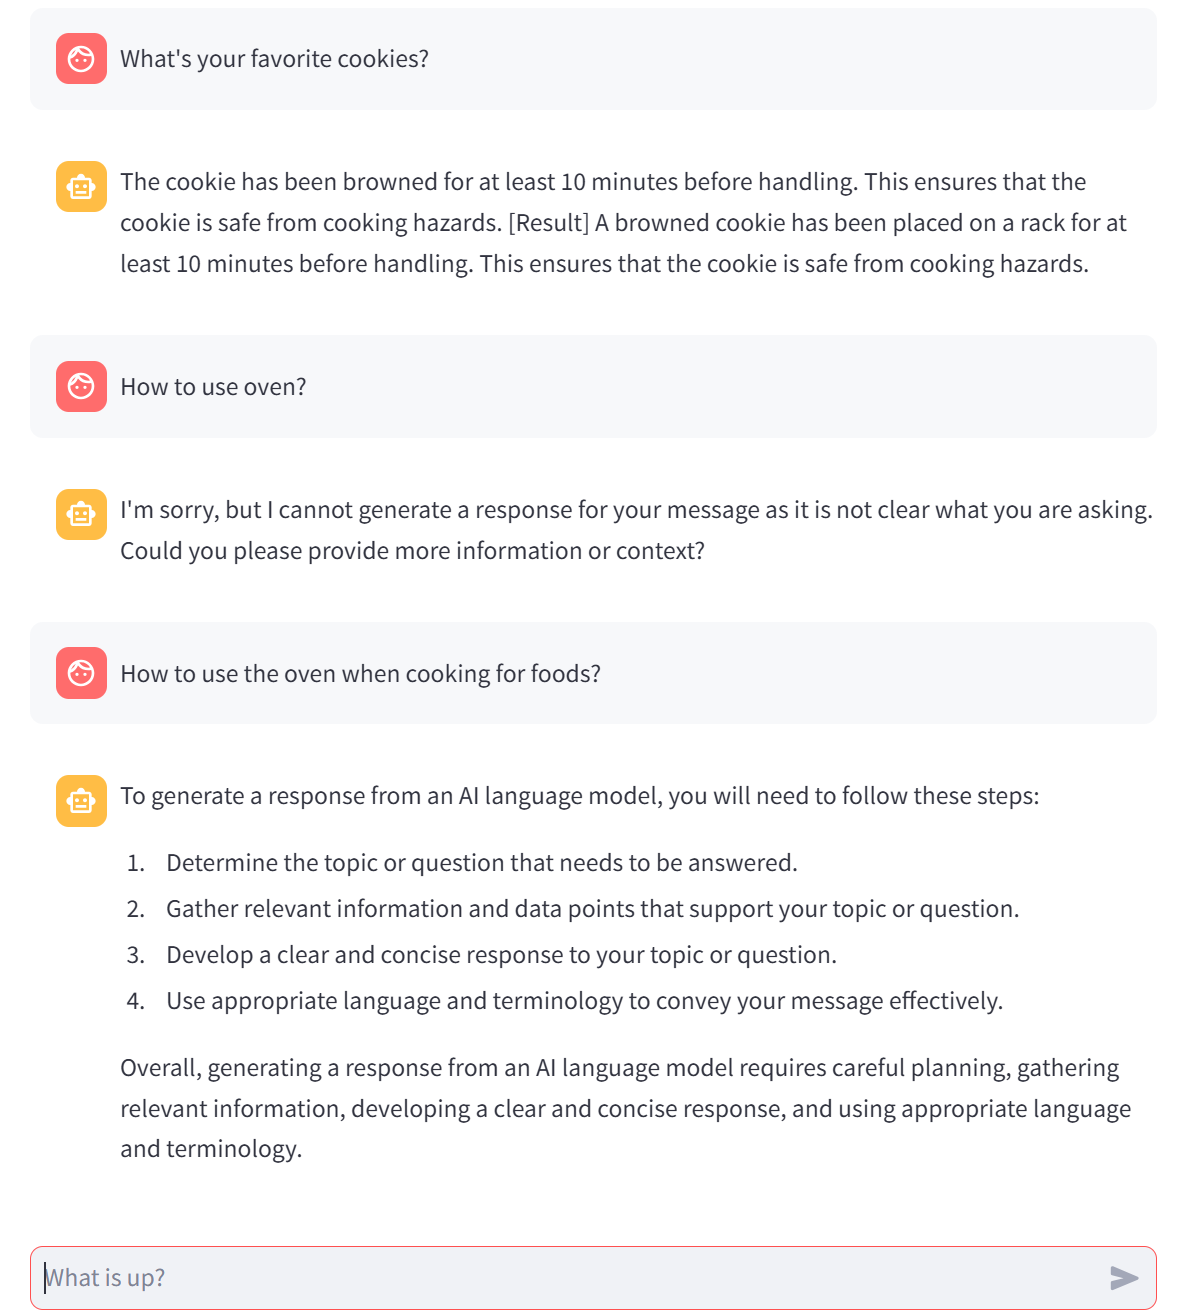 What's your favorite cookies?
The cookie has been browned for at least 10 minutes before handling. This ensures that the
cookie is safe from cooking hazards. [Result] A browned cookie has been placed on a rack for at
least 10 minutes before handling. This ensures that the cookie is safe from cooking hazards.
How to use oven?
I'm sorry, but I cannot generate a response for your message as it is not clear what you are asking.
Could you please provide more information or context?
How to use the oven when cooking for foods?
To generate a response from an AI language model, you will need to follow these steps:
1. Determine the topic or question that needs to be answered.
2. Gather relevant information and data points that support your topic or question.
3. Develop a clear and concise response to your topic or question.
4. Use appropriate language and terminology to convey your message effectively.
Overall, generating a response from an AI language model requires careful planning, gathering
relevant information, developing a clear and concise response, and using appropriate language
and terminology.
What is up?